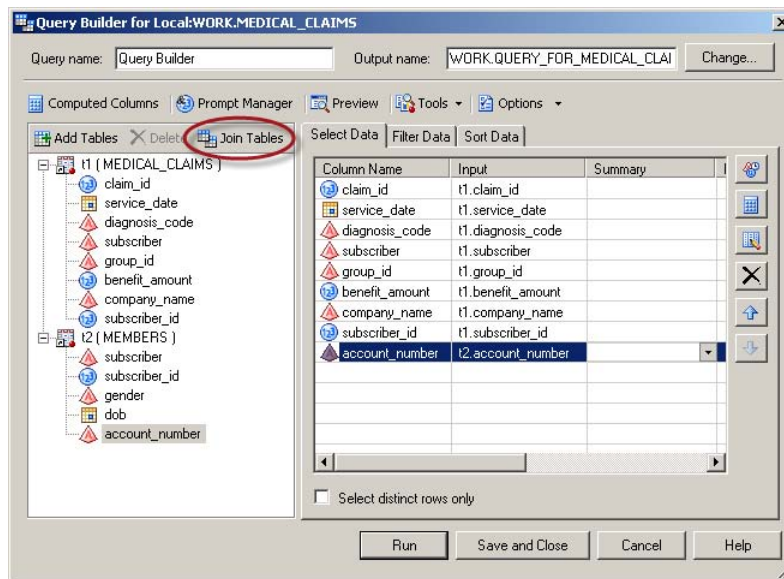 Query Builder for Local:WORK.MEDICAL_CLAIMS
Query name: Query Builder Output name: WORK.QUERY_FOR_MEDICAL_CLAI Change...
Computed Columns Prompt Manager Preview Tools Options
Add Tables Delete Join Tables
t1 ( MEDICAL_CLAIMS )
claim_id
service_date
diagnosis_code
subscriber
group_id
benefit_amount
company_name
subscriber_id
t2 ( MEMBERS )
subscriber
subscriber_id
gender
dob
account_number
Select Data Filter Data Sort Data
Column Name Input Summary
claim_id t1.claim_id
service_date t1.service_date
diagnosis_code t1.diagnosis_code
subscriber t1.subscriber
group_id t1.group_id
benefit_amount t1.benefit_amount
company_name t1.company_name
subscriber_id t1.subscriber_id
account_number t2.account_number
Select distinct rows only
Run Save and Close Cancel Help